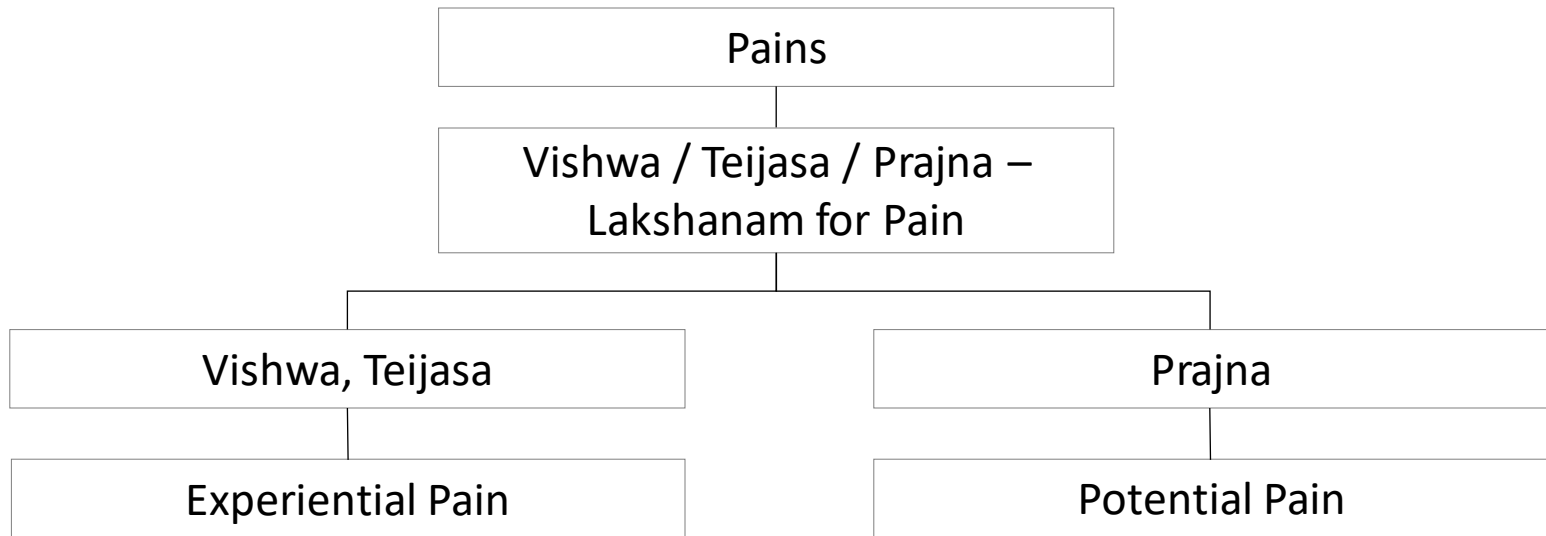 Pains
Vishwa / Teijasa / Prajna –
Lakshanam for Pain
Vishwa, Teijasa
Prajna
Experiential Pain
Potential Pain